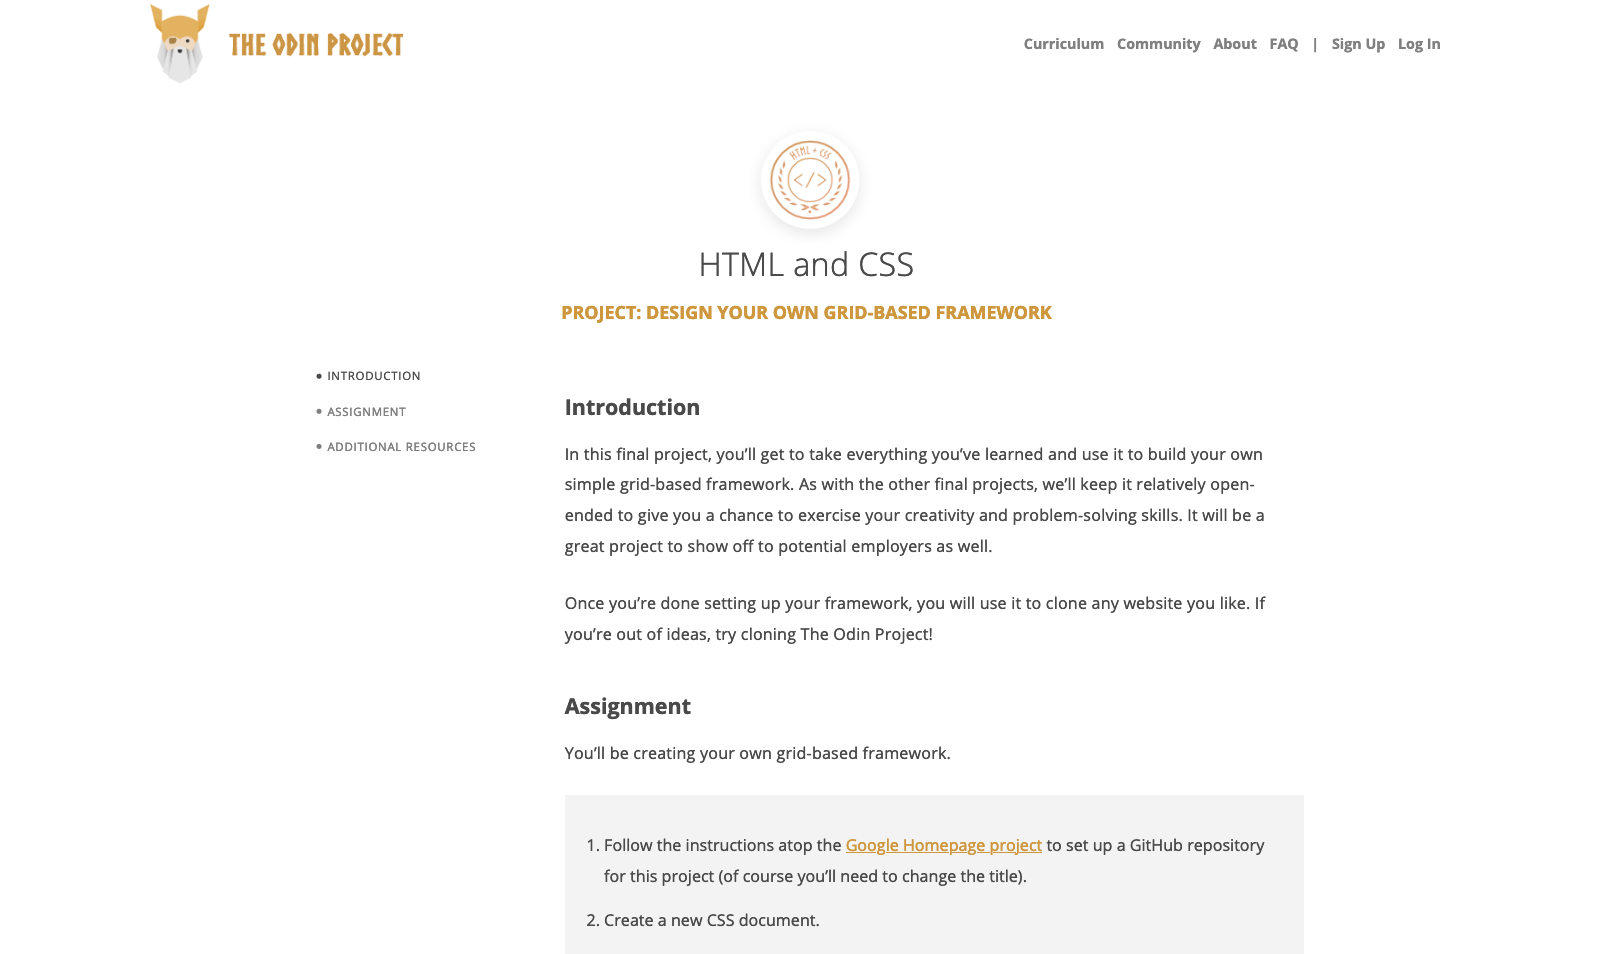 THE ODIN PROJECT
Curriculum Community About FAQ | Sign Up Log In
HTML + CSS
</>
HTML and CSS
PROJECT: DESIGN YOUR OWN GRID-BASED FRAMEWORK
• INTRODUCTION
• ASSIGNMENT
• ADDITIONAL RESOURCES
Introduction
In this final project, you’ll get to take everything you’ve learned and use it to build your own
simple grid-based framework. As with the other final projects, we’ll keep it relatively open-
ended to give you a chance to exercise your creativity and problem-solving skills. It will be a
great project to show off to potential employers as well.
Once you’re done setting up your framework, you will use it to clone any website you like. If
you’re out of ideas, try cloning The Odin Project!
Assignment
You’ll be creating your own grid-based framework.
1. Follow the instructions atop the Google Homepage project to set up a GitHub repository
for this project (of course you’ll need to change the title).
2. Create a new CSS document.